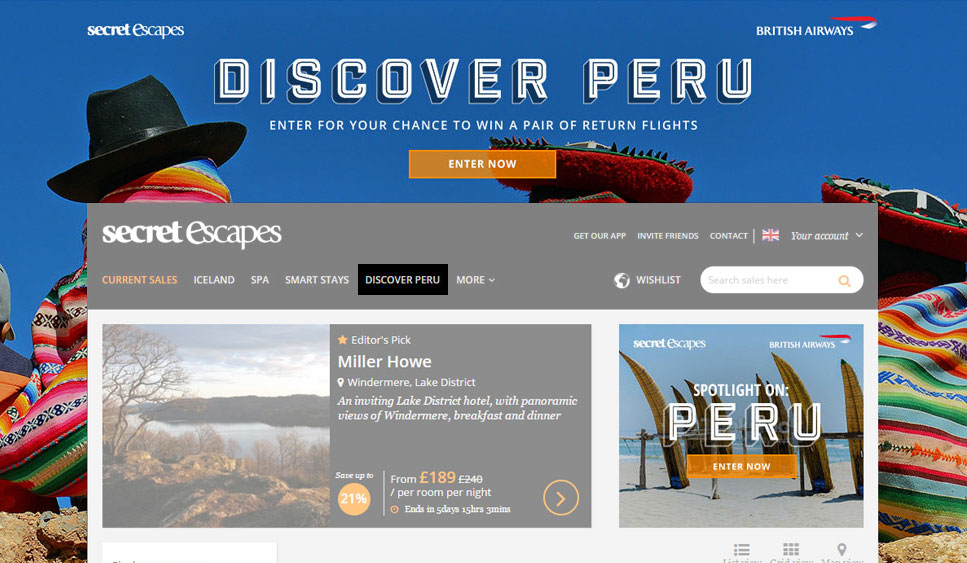 secret escapes
BRITISH AIRWAYS
DISCOVER PERU
ENTER FOR YOUR CHANCE TO WIN A PAIR OF RETURN FLIGHTS
ENTER NOW
secret escapes
GET OUR APP INVITE FRIENDS CONTACT Your account
CURRENT SALES ICELAND SPA SMART STAYS DISCOVER PERU MORE
WISHLIST Search sales here
Editor's Pick
Miller Howe
Windermere, Lake District
An inviting Lake District hotel, with panoramic
views of Windermere, breakfast and dinner
Save up to
21%
From £189 £240
/ per room per night
Ends in 5days 15hrs 3mins
secret escapes
BRITISH AIRWAYS
SPOTLIGHT ON:
PERU
ENTER NOW
List view Grid view Map view